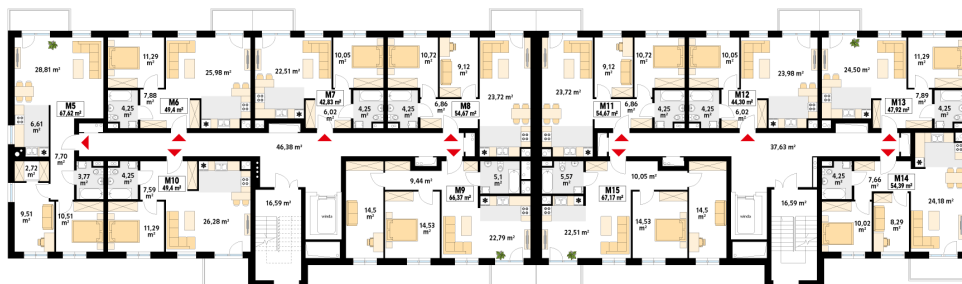 28,81 m²
11,29 m²
25,98 m²
22,51 m²
10,05 m²
10,72 m²
9,12 m²
23,72 m²
23,72 m²
9,12 m²
10,72 m²
10,05 m²
23,98 m²
24,50 m²
11,29 m²
M5
67,62 m²
4,25 m²
7,88 m²
M6
49,4 m²
M7
42,83 m²
6,02 m²
4,25 m²
4,25 m²
6,86 m²
M8
54,67 m²
M11
54,67 m²
6,86 m²
4,25 m²
M12
44,30 m²
6,02 m²
4,25 m²
M13
47,92 m²
7,89 m²
4,25 m²
6,61 m²
7,70 m²
46,38 m²
37,63 m²
2,72 m²
3,77 m²
4,25 m²
7,59 m²
M10
49,4 m²
9,44 m²
M9
66,37 m²
5,1 m²
5,57 m²
M15
67,17 m²
10,05 m²
4,25 m²
7,66 m²
M14
54,39 m²
9,51 m²
10,51 m²
11,29 m²
26,28 m²
16,59 m²
winda
14,5 m²
14,53 m²
22,79 m²
22,51 m²
14,53 m²
14,5 m²
winda
16,59 m²
10,02 m²
8,29 m²
24,18 m²